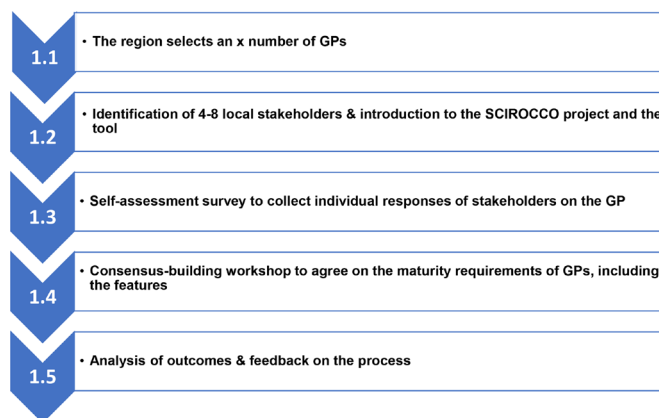 1.1
• The region selects an x number of GPs
1.2
• Identification of 4-8 local stakeholders & introduction to the SCIROCCO project and the
tool
1.3
• Self-assessment survey to collect individual responses of stakeholders on the GP
1.4
• Consensus-building workshop to agree on the maturity requirements of GPs, including
the features
1.5
• Analysis of outcomes & feedback on the process